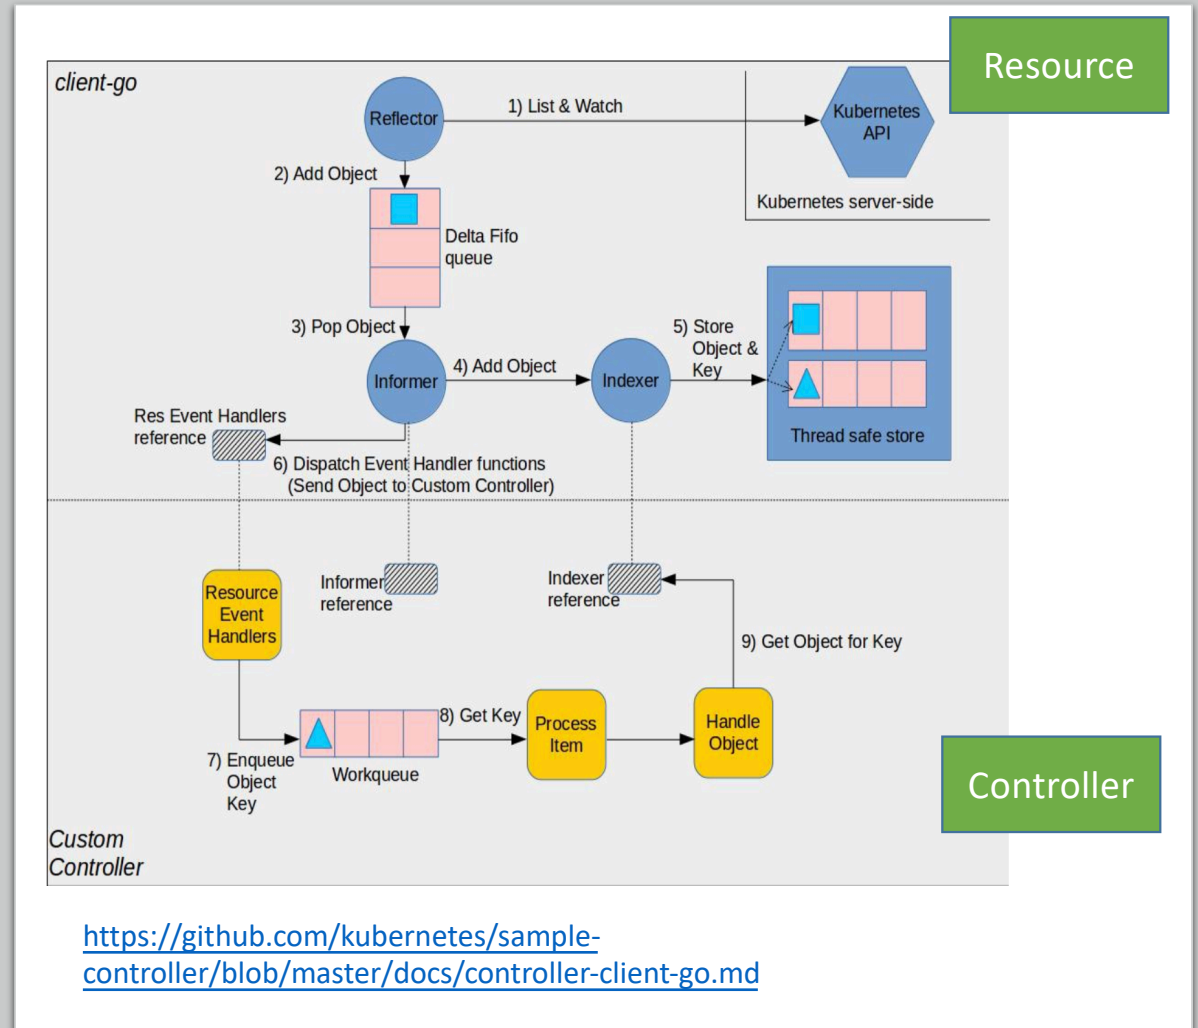 Resource
client-go
Reflector
1) List & Watch
Kubernetes
API
2) Add Object
Kubernetes server-side
Delta Fifo
queue
3) Pop Object
5) Store
Object &
Key
Informer
4) Add Object
Indexer
Thread safe store
Res Event Handlers
reference
6) Dispatch Event Handler functions
(Send Object to Custom Controller)
Resource
Event
Handlers
Informer
reference
Indexer
reference
9) Get Object for Key
8) Get Key
Process
Item
Handle
Object
7) Enqueue
Object
Key
Workqueue
Controller
Custom
Controller
https://github.com/kubernetes/sample-
controller/blob/master/docs/controller-client-go.md